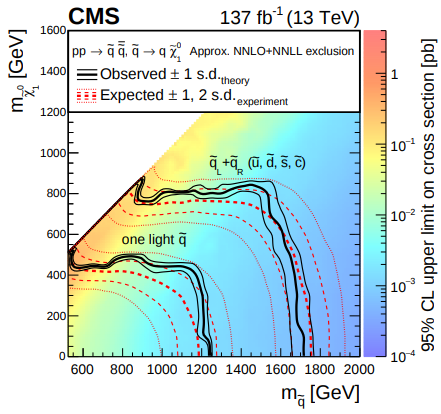 CMS 137 fb⁻¹ (13 TeV)
pp → q̃ q̃̄, q̃ → q χ̃₁⁰ Approx. NNLO+NNLL exclusion
Observed ± 1 s.d.theory
Expected ± 1, 2 s.d.experiment
q̃L+q̃R (ũ, d̃, s̃, c̃)
one light q̃
mχ̃₁⁰ [GeV]
1600
1400
1200
1000
800
600
400
200
0
600 800 1000 1200 1400 1600 1800 2000
mq̃ [GeV]
1
10⁻¹
10⁻²
10⁻³
10⁻⁴
95% CL upper limit on cross section [pb]